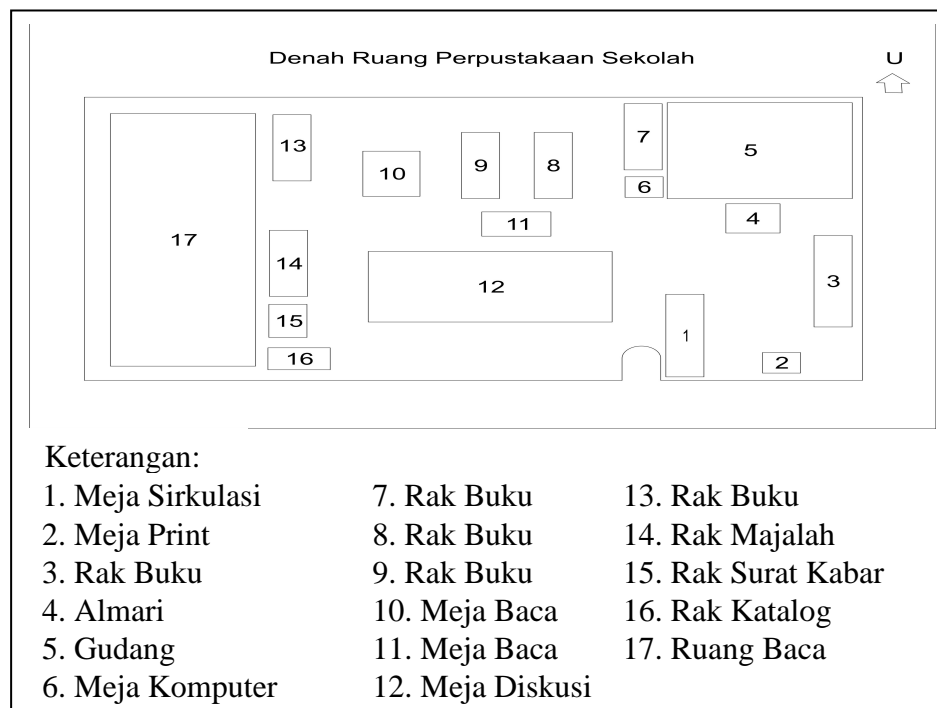 Denah Ruang Perpustakaan Sekolah
U
13
10
9
8
7
5
6
11
4
17
14
12
3
15
1
16
2
Keterangan:
1. Meja Sirkulasi 7. Rak Buku 13. Rak Buku
2. Meja Print 8. Rak Buku 14. Rak Majalah
3. Rak Buku 9. Rak Buku 15. Rak Surat Kabar
4. Almari 10. Meja Baca 16. Rak Katalog
5. Gudang 11. Meja Baca 17. Ruang Baca
6. Meja Komputer 12. Meja Diskusi